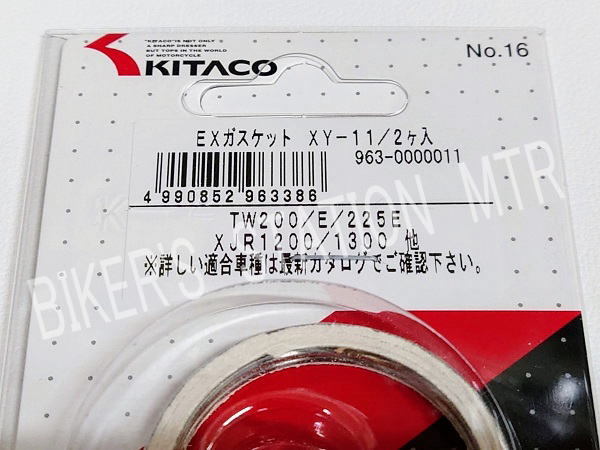 "KITACO"IS NOT ONLY
A SHARP DRESSER
BUT TOPS IN THE WORLD
OF MOTORCYCLE
KITACO
No.16
EXガスケット XY-11/2ヶ入
963-0000011
4 990852 963386
TW200/E/225E
XJR1200/1300 他
※詳しい適合車種は最新カタログでご確認下さい。
BIKER'S STATION MTR